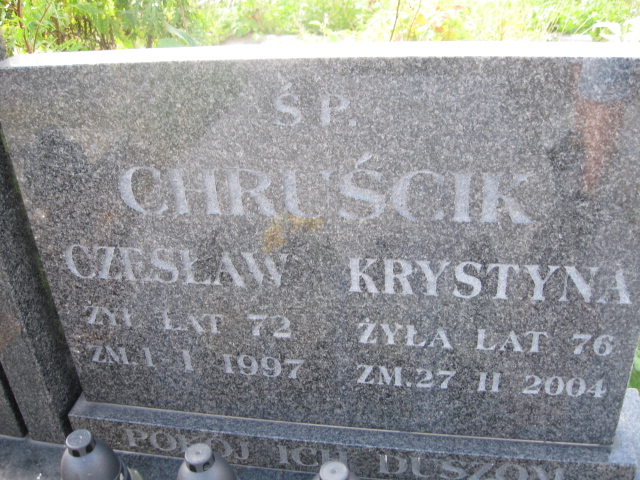 Ś P.
CHRUŚCIK
CZESŁAW
ŻYŁ LAT 72
ZM. 1 I 1997
KRYSTYNA
ŻYŁA LAT 76
ZM. 27 II 2004
POKÓJ ICH DUSZOM